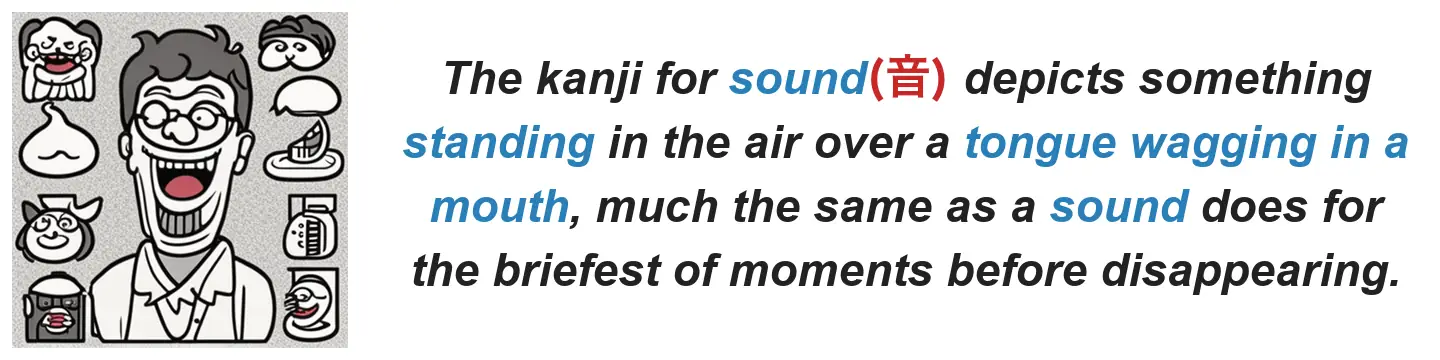 The kanji for sound(音) depicts something
standing in the air over a tongue wagging in a
mouth, much the same as a sound does for
the briefest of moments before disappearing.